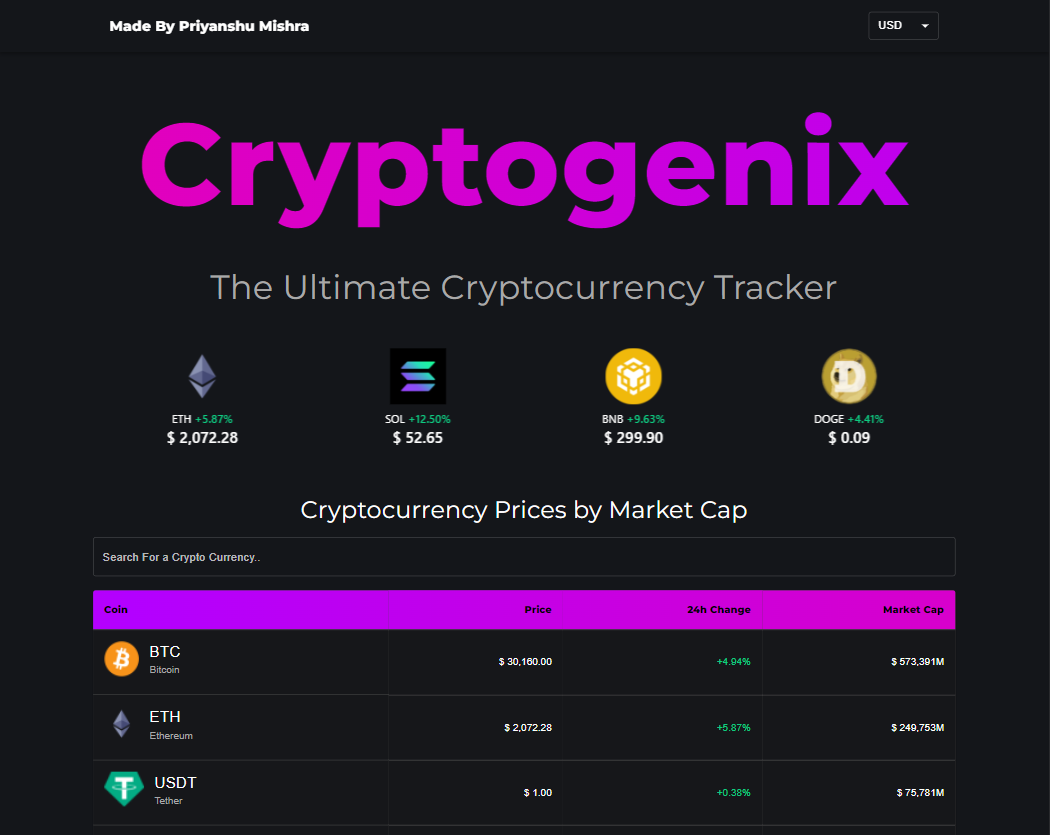 Made By Priyanshu Mishra
USD
Cryptogenix
The Ultimate Cryptocurrency Tracker
ETH +5.87%
$ 2,072.28
SOL +12.50%
$ 52.65
BNB +9.63%
$ 299.90
DOGE +4.41%
$ 0.09
Cryptocurrency Prices by Market Cap
Search For a Crypto Currency..
Coin Price 24h Change Market Cap
BTC
Bitcoin
$ 30,160.00 +4.94% $ 573,391M
ETH
Ethereum
$ 2,072.28 +5.87% $ 249,753M
USDT
Tether
$ 1.00 +0.38% $ 75,781M